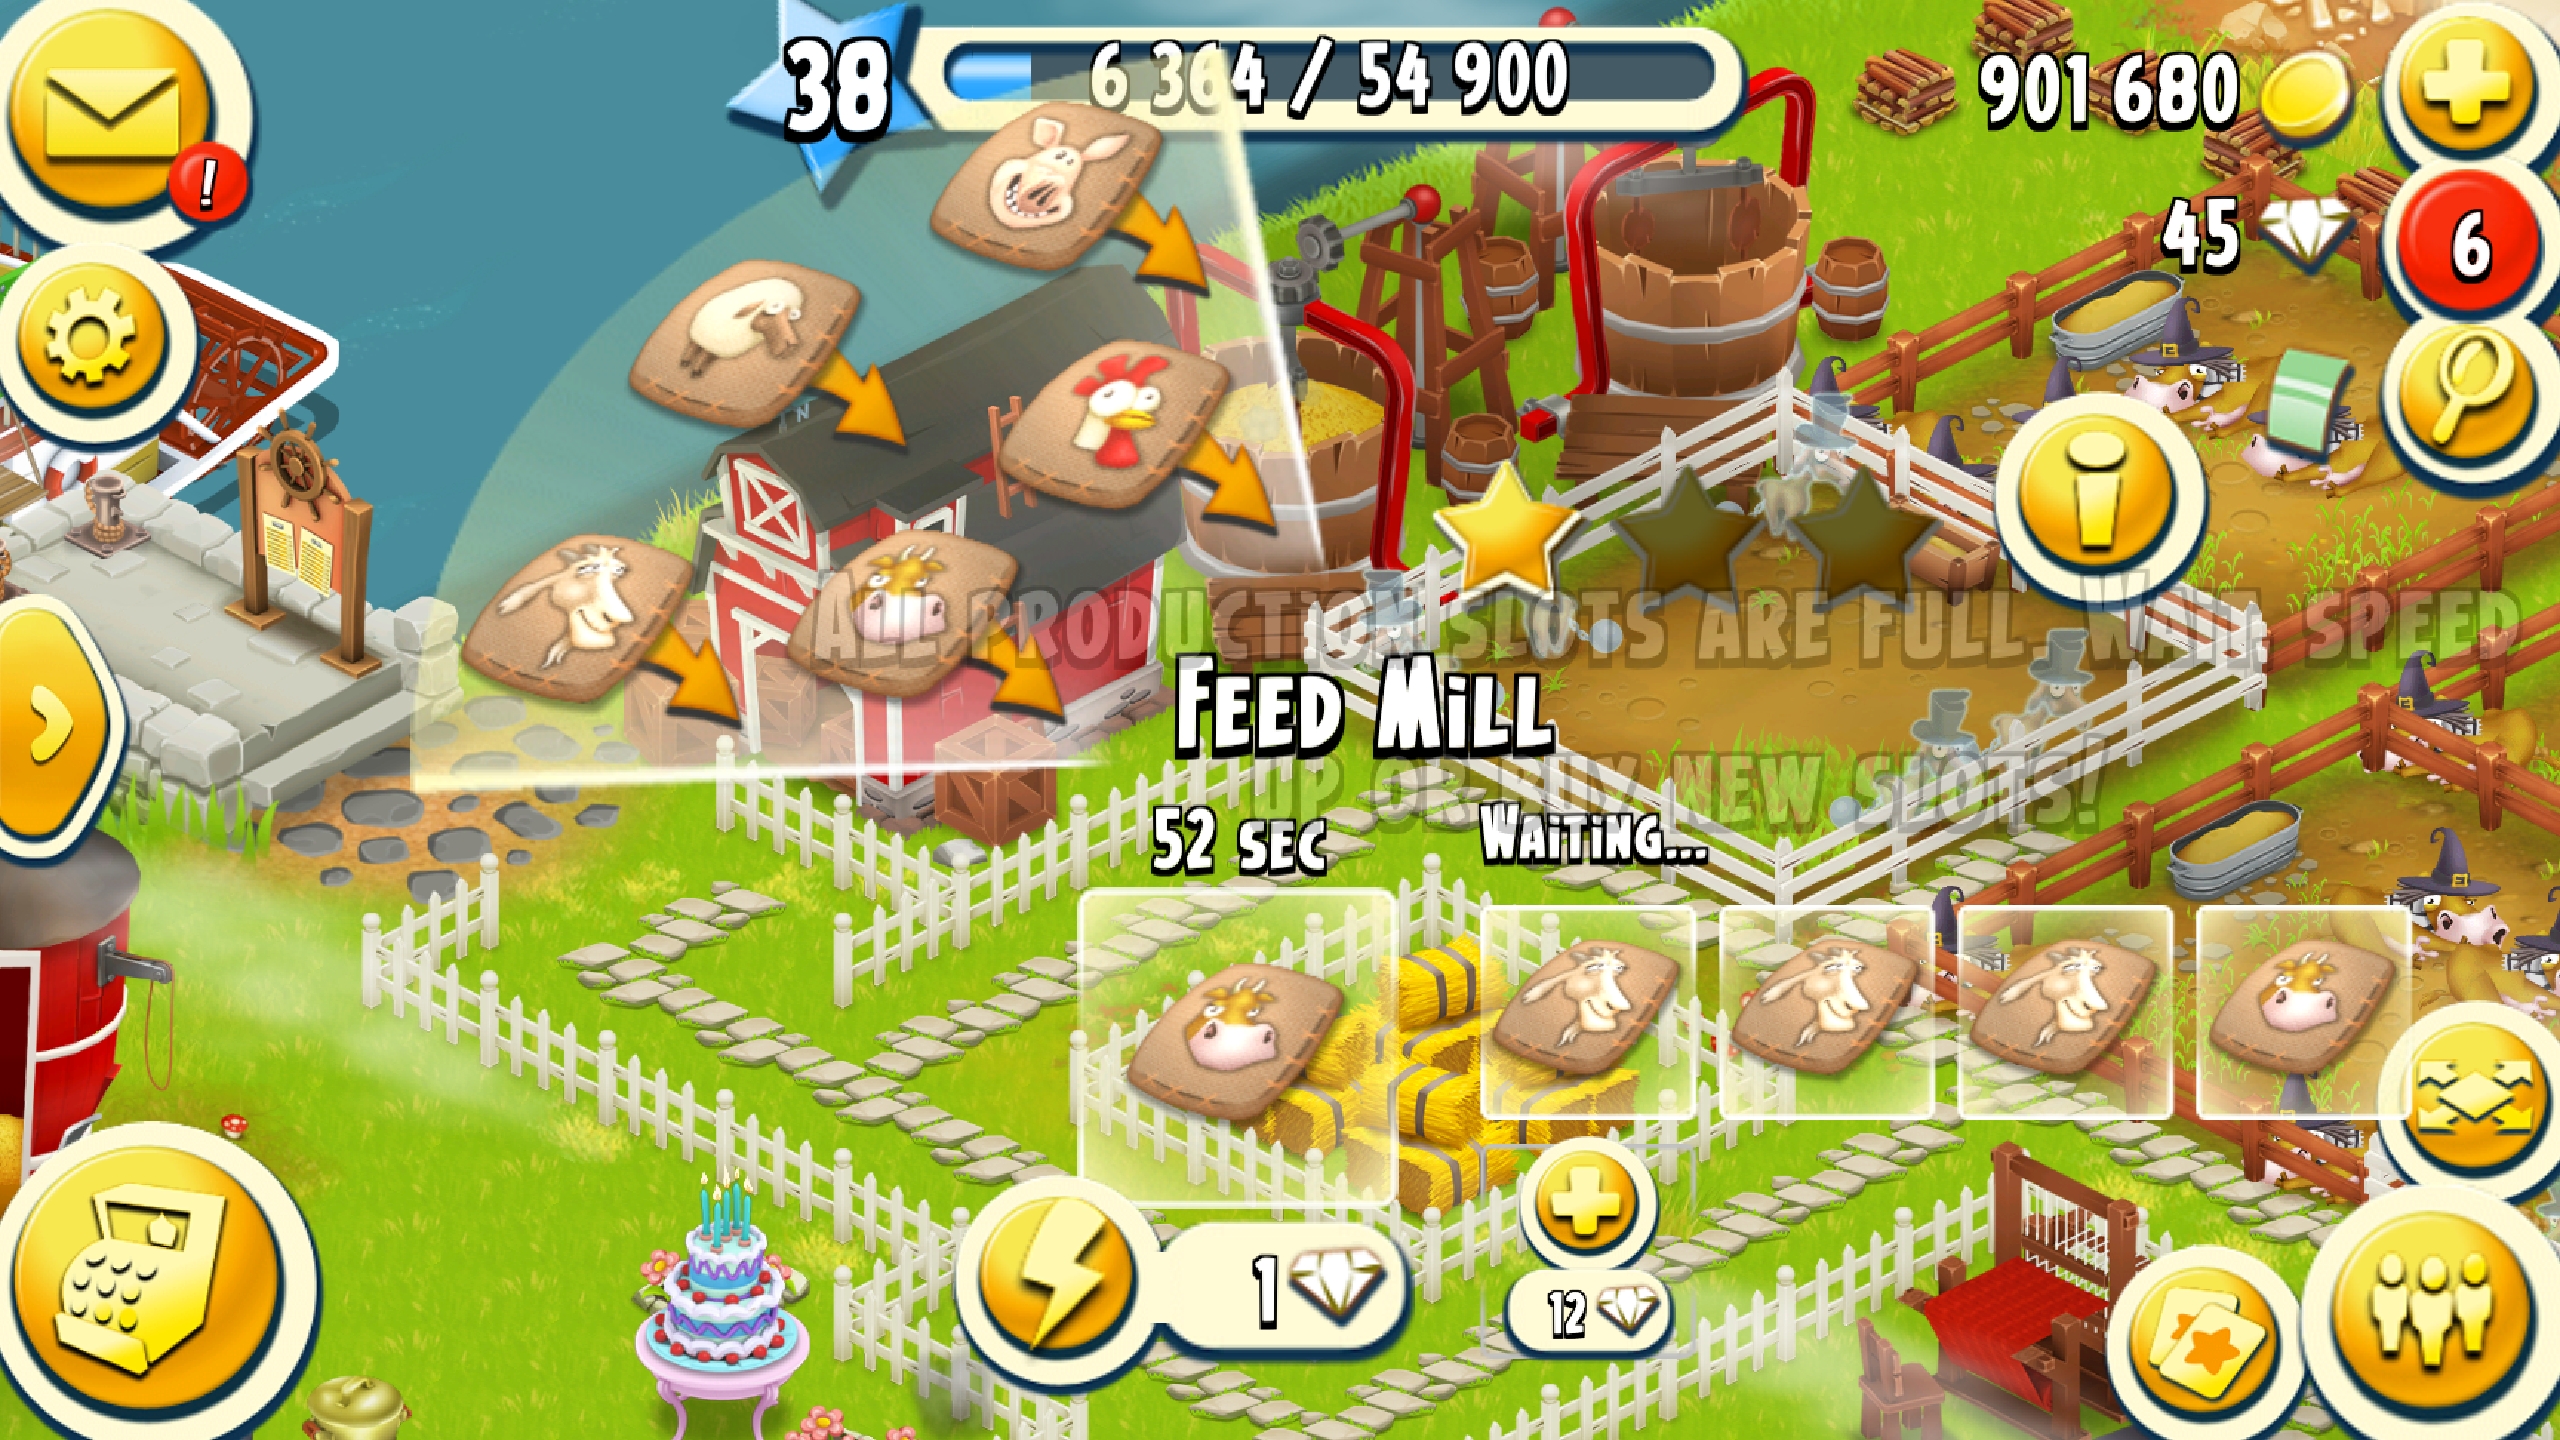 38
6 364 / 54 900
901 680
!
45
6
ALL PRODUCTION SLOTS ARE FULL. WAIT, SPEED
UP OR BUY NEW SLOTS!
FEED MiLL
52 SEC
WAiTiNG...
1
12